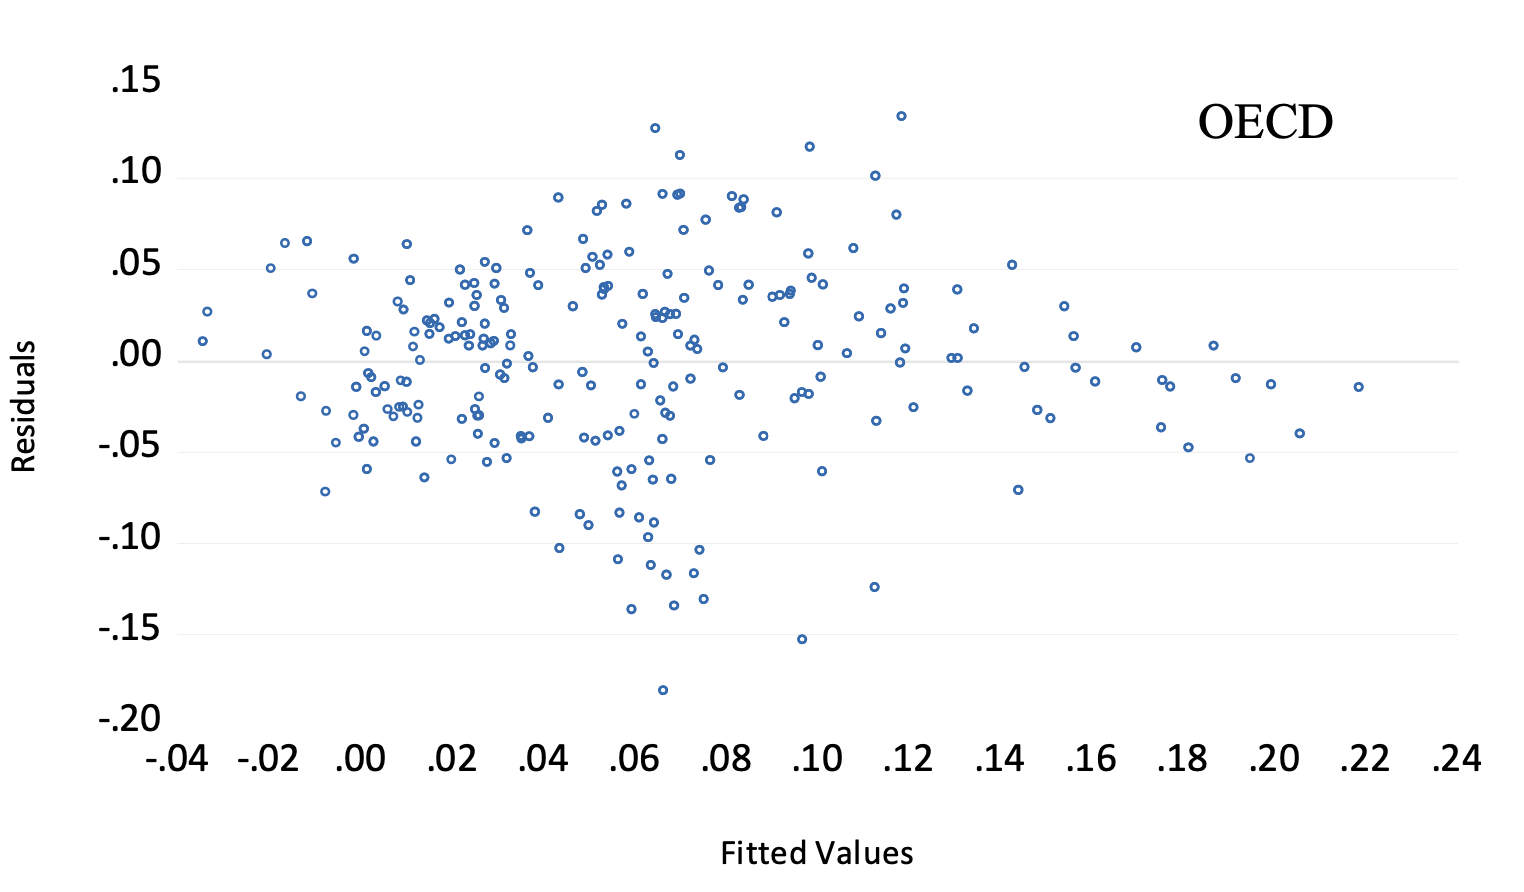 .15
OECD
.10
.05
.00
-.05
-.10
-.15
-.20
Residuals
-.04 -.02 .00 .02 .04 .06 .08 .10 .12 .14 .16 .18 .20 .22 .24
Fitted Values